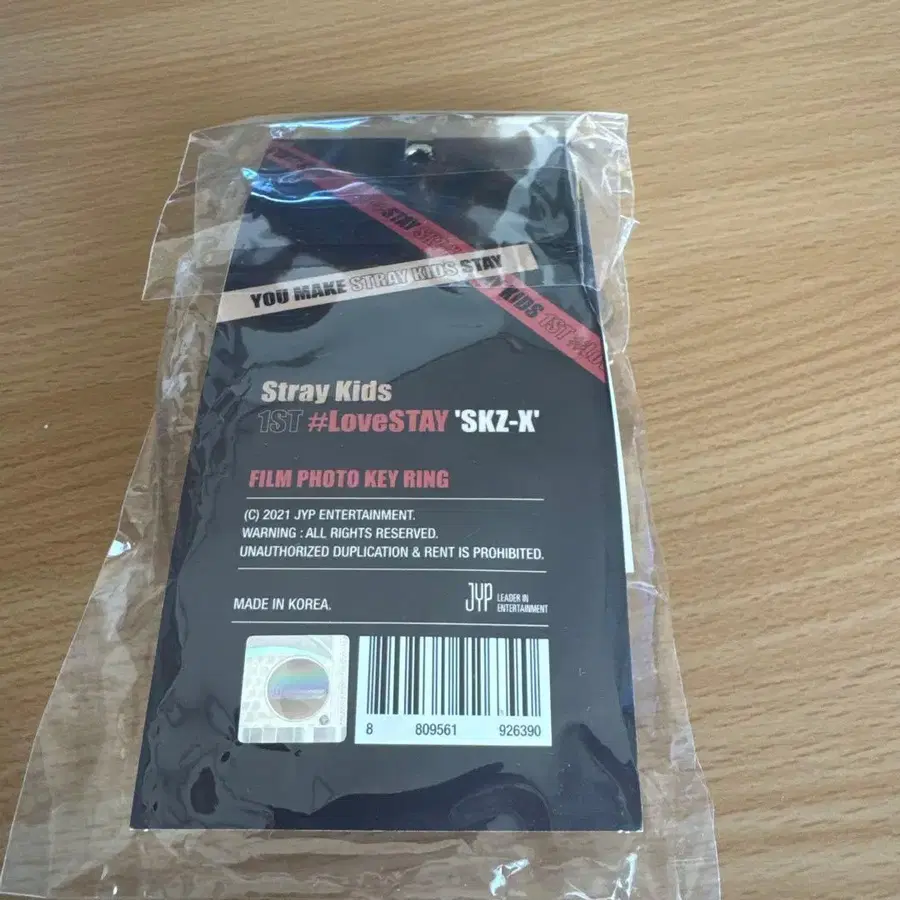 STAY STRAY
KIDS 1ST
YOU MAKE STRAY KIDS STAY
Stray Kids
1ST #LoveSTAY 'SKZ-X'
FILM PHOTO KEY RING
(C) 2021 JYP ENTERTAINMENT.
WARNING : ALL RIGHTS RESERVED.
UNAUTHORIZED DUPLICATION & RENT IS PROHIBITED.
MADE IN KOREA.
JYP LEADER IN
ENTERTAINMENT
8 809561 926390